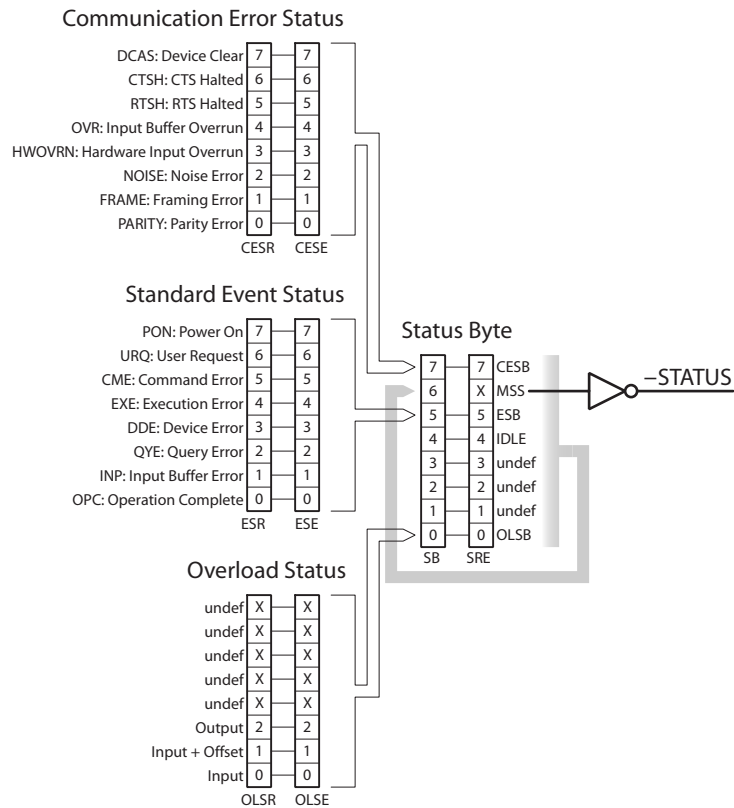 Communication Error Status
DCAS: Device Clear 7 7
CTSH: CTS Halted 6 6
RTSH: RTS Halted 5 5
OVR: Input Buffer Overrun 4 4
HWOVRN: Hardware Input Overrun 3 3
NOISE: Noise Error 2 2
FRAME: Framing Error 1 1
PARITY: Parity Error 0 0
CESR CESE
Standard Event Status
PON: Power On 7 7
URQ: User Request 6 6
CME: Command Error 5 5
EXE: Execution Error 4 4
DDE: Device Error 3 3
QYE: Query Error 2 2
INP: Input Buffer Error 1 1
OPC: Operation Complete 0 0
ESR ESE
Status Byte
7 7 CESB
6 X MSS
–STATUS
5 5 ESB
4 4 IDLE
3 3 undef
2 2 undef
1 1 undef
0 0 OLSB
SB SRE
Overload Status
undef X X
undef X X
undef X X
undef X X
undef X X
Output 2 2
Input + Offset 1 1
Input 0 0
OLSR OLSE